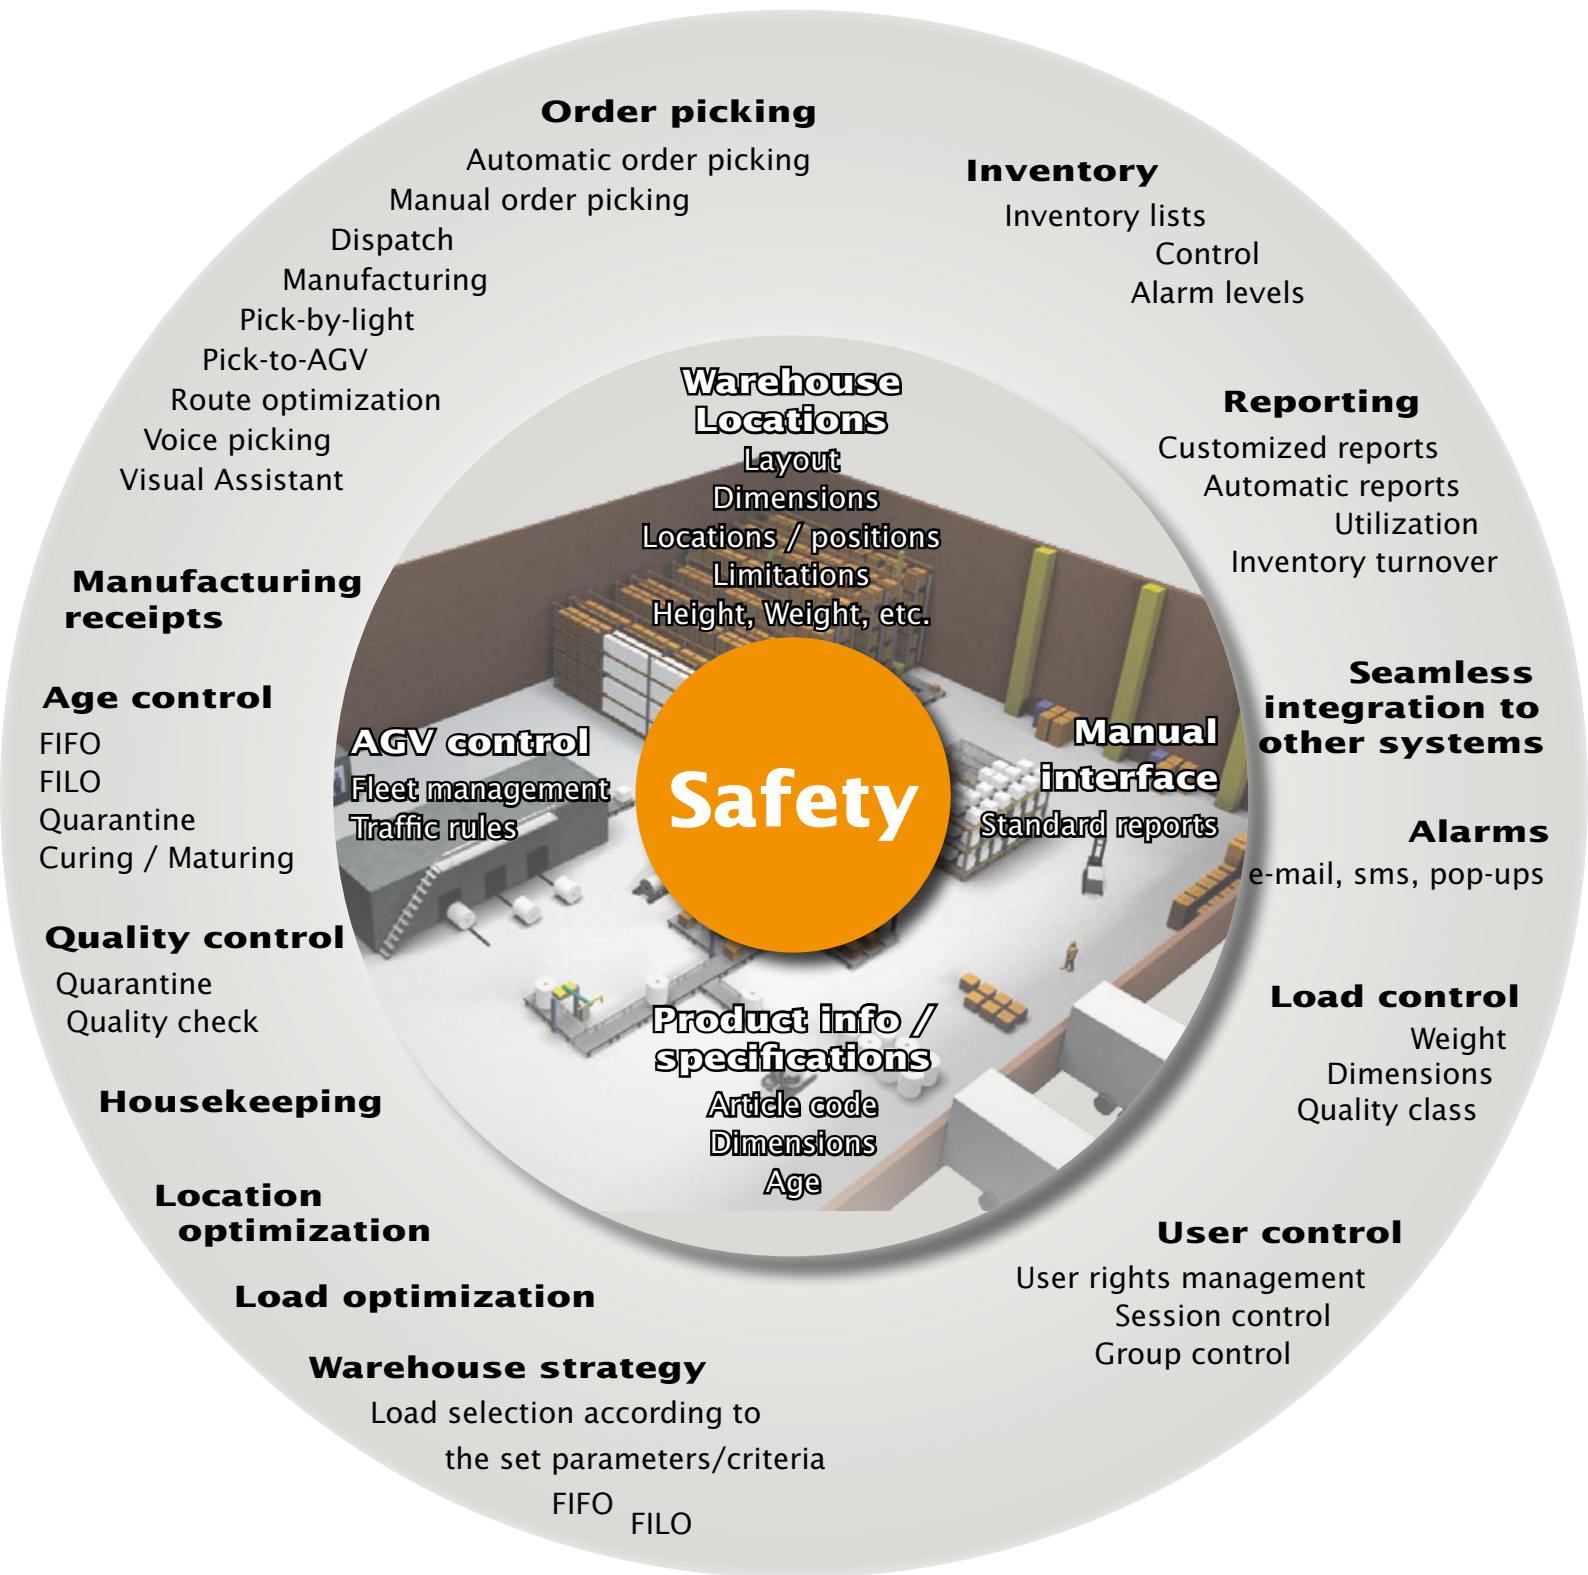 Order picking
Automatic order picking
Manual order picking
Dispatch
Manufacturing
Pick-by-light
Pick-to-AGV
Route optimization
Voice picking
Visual Assistant
Inventory
Inventory lists
Control
Alarm levels
Reporting
Customized reports
Automatic reports
Utilization
Inventory turnover
Warehouse
Locations
Layout
Dimensions
Locations / positions
Limitations
Height, Weight, etc.
Manufacturing
receipts
Age control
FIFO
FILO
Quarantine
Curing / Maturing
AGV control
Fleet management
Traffic rules
Safety
Manual
interface
Standard reports
Seamless
integration to
other systems
Alarms
e-mail, sms, pop-ups
Quality control
Quarantine
Quality check
Product info /
specifications
Article code
Dimensions
Age
Load control
Weight
Dimensions
Quality class
Housekeeping
Location
optimization
Load optimization
Warehouse strategy
Load selection according to
the set parameters/criteria
FIFO
FILO
User control
User rights management
Session control
Group control